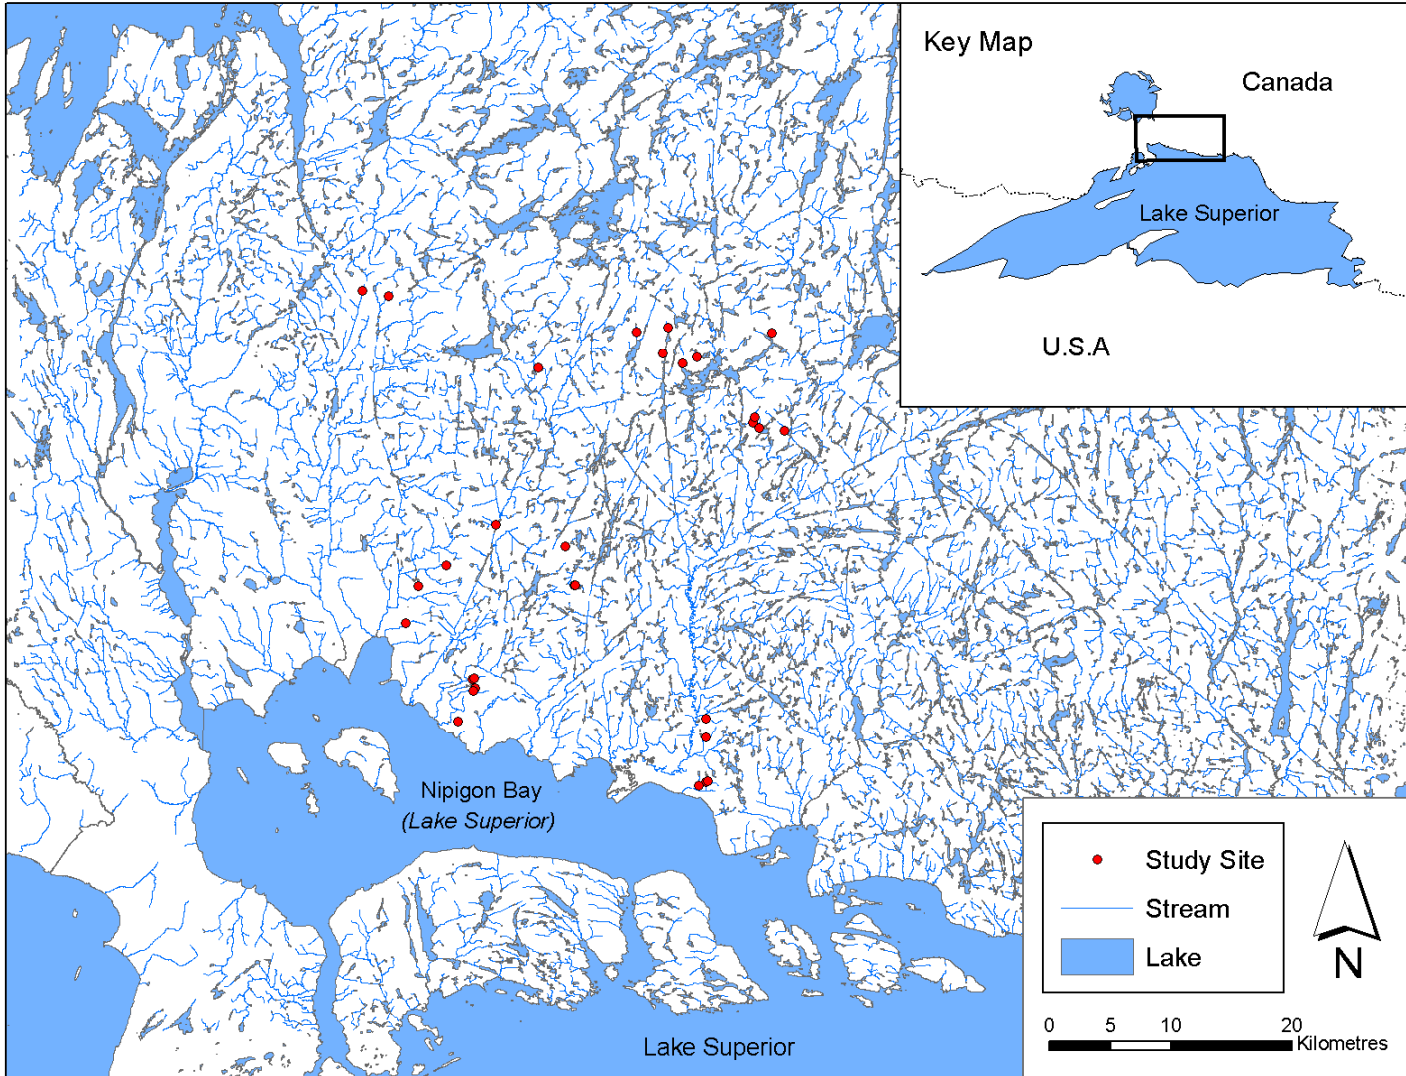 Key Map
Canada
Lake Superior
U.S.A
Nipigon Bay
(Lake Superior)
Lake Superior
Study Site
Stream
Lake
N
0 5 10 20
Kilometres